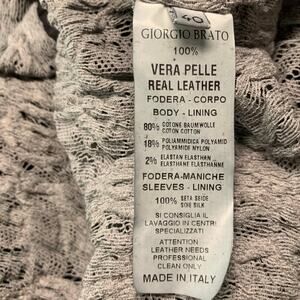 40
GIORGIO BRATO
100%
VERA PELLE
REAL LEATHER
FODERA - CORPO
BODY - LINING
80% COTONE BAUMWOLLE
COTON COTTON
18% POLIAMMIDICA POLYAMID
POLYAMIDE NYLON
2% ELASTAN ELASTHAN
ELASTHANE ELASTHANNE
FODERA-MANICHE
SLEEVES - LINING
100% SETA SEIDE
SOIE SILK
SI CONSIGLIA IL
LAVAGGIO IN CENTRI
SPECIALIZZATI
ATTENTION
LEATHER NEEDS
PROFESSIONAL
CLEAN ONLY
MADE IN ITALY